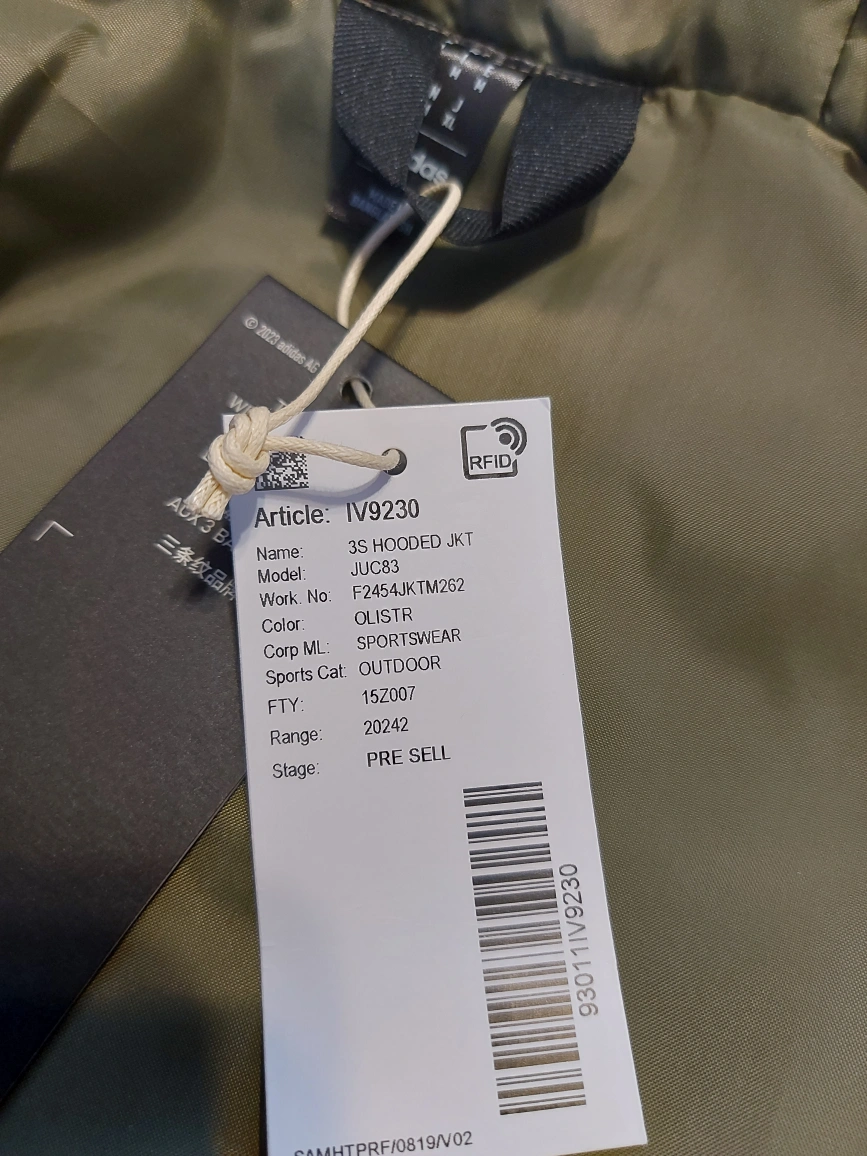 das
© 2023 adidas AG
三条纹品牌
RFID
Article: IV9230
Name: 3S HOODED JKT
Model: JUC83
Work. No: F2454JKTM262
Color: OLISTR
Corp ML: SPORTSWEAR
Sports Cat: OUTDOOR
FTY: 15Z007
Range: 20242
Stage: PRE SELL
93011IV9230
SAMHTPRF/0819/V02